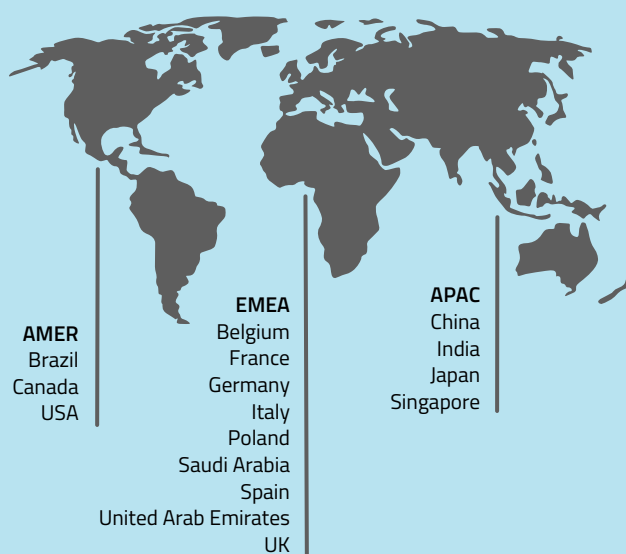 AMER
Brazil
Canada
USA
EMEA
Belgium
France
Germany
Italy
Poland
Saudi Arabia
Spain
United Arab Emirates
UK
APAC
China
India
Japan
Singapore